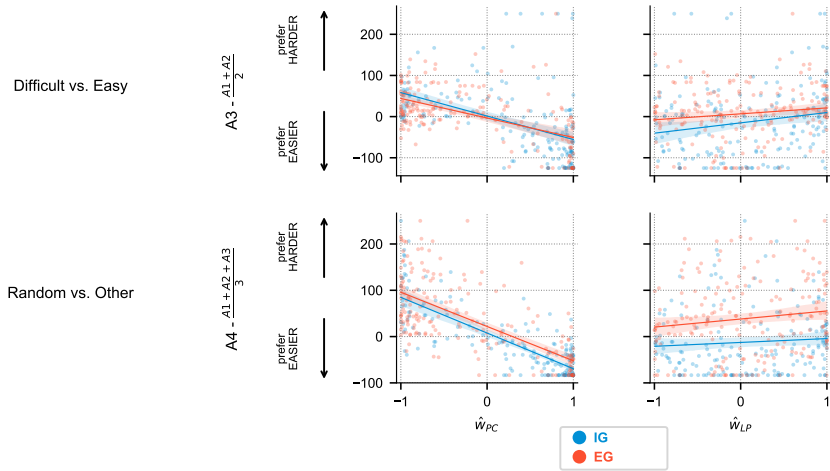 Difficult vs. Easy
A3 - A1 + A2 / 2
prefer
HARDER
prefer
EASIER
200
100
0
−100
Random vs. Other
A4 - A1 + A2 + A3 / 3
prefer
HARDER
prefer
EASIER
200
100
0
−100
−1 0 1
−1 0 1
ŵPC
ŵLP
IG
EG